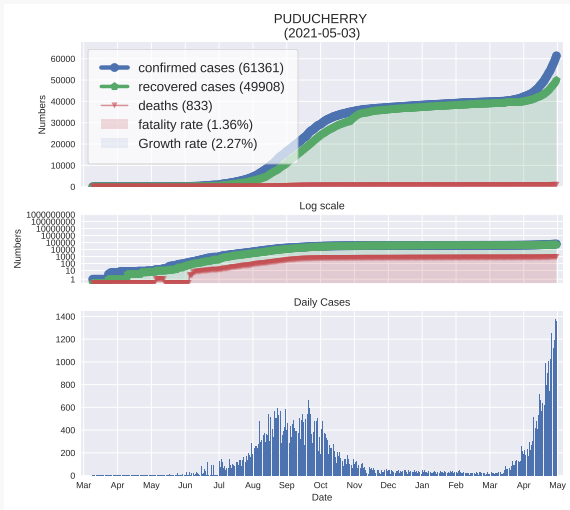 PUDUCHERRY
(2021-05-03)
Numbers
60000
50000
40000
30000
20000
10000
0
confirmed cases (61361)
recovered cases (49908)
deaths (833)
fatality rate (1.36%)
Growth rate (2.27%)
Log scale
Numbers
1000000000
100000000
1000000
100000
10000
1000
100
10
1
Daily Cases
1400
1200
1000
800
600
400
200
0
Mar Apr May Jun Jul Aug Sep Oct Nov Dec Jan Feb Mar Apr May
Date